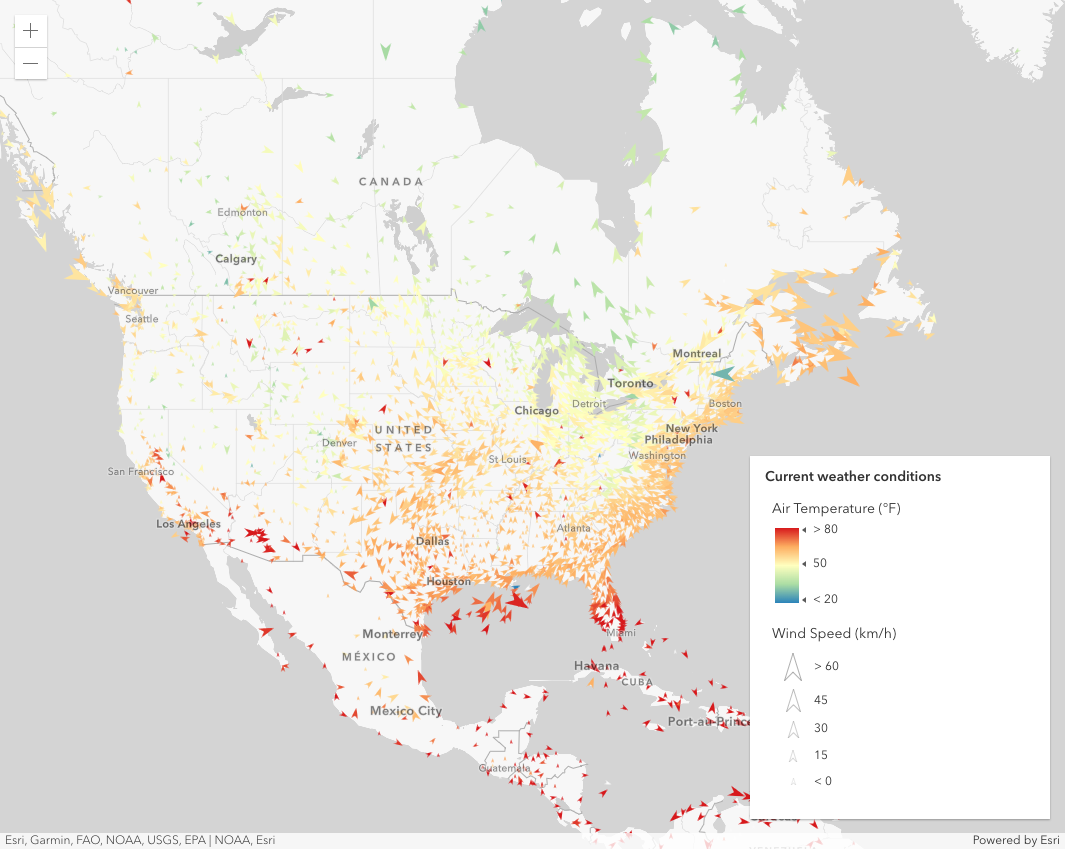 +
−
CANADA
Edmonton
Calgary
Vancouver
Seattle
Montreal
Toronto
Boston
Detroit
Chicago
New York
Philadelphia
UNITED
STATES
Denver
St Louis
Washington
San Francisco
Los Angeles
Atlanta
Dallas
Houston
Monterrey
Miami
MÉXICO
Havana
CUBA
Mexico City
Port-au-Prince
Guatemala
Current weather conditions
Air Temperature (°F)
> 80
50
< 20
Wind Speed (km/h)
> 60
45
30
15
< 0
Esri, Garmin, FAO, NOAA, USGS, EPA | NOAA, Esri
Powered by Esri